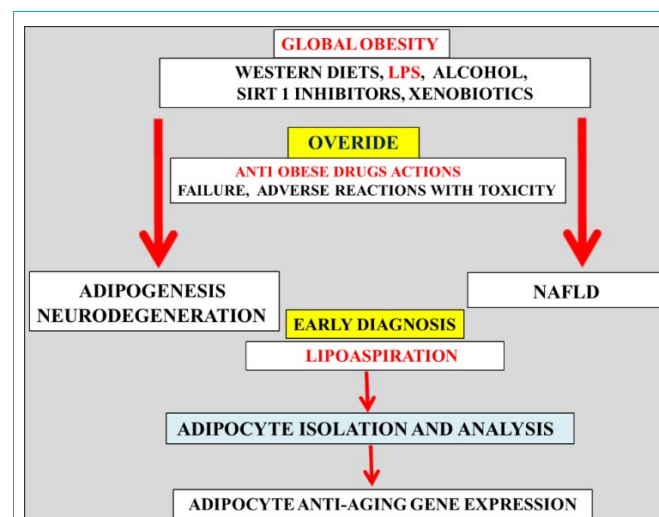 GLOBAL OBESITY
WESTERN DIETS, LPS, ALCOHOL,
SIRT 1 INHIBITORS, XENOBIOTICS
OVERIDE
ANTI OBESE DRUGS ACTIONS
FAILURE, ADVERSE REACTIONS WITH TOXICITY
ADIPOGENESIS
NEURODEGENERATION
NAFLD
EARLY DIAGNOSIS
LIPOASPIRATION
ADIPOCYTE ISOLATION AND ANALYSIS
ADIPOCYTE ANTI-AGING GENE EXPRESSION